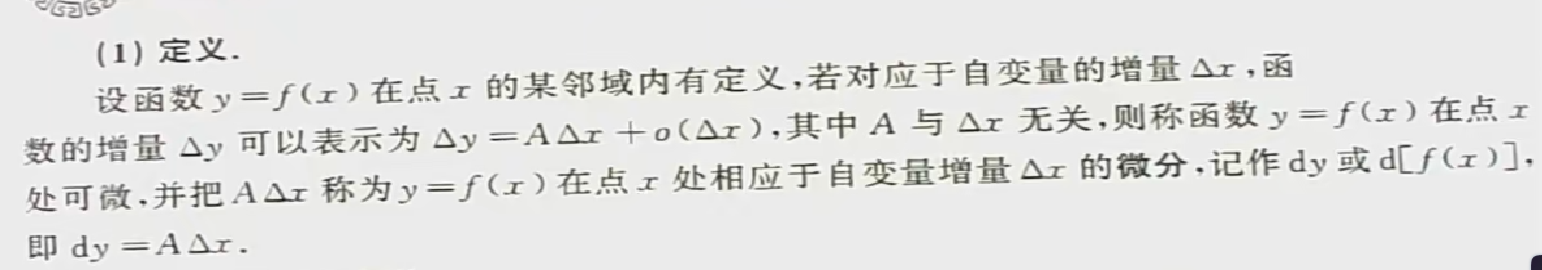 (1) 定义.
设函数 y=f(x) 在点 x 的某邻域内有定义,若对应于自变量的增量 Δx,函
数的增量 Δy 可以表示为 Δy=AΔx+o(Δx),其中 A 与 Δx 无关,则称函数 y=f(x) 在点 x
处可微,并把 AΔx 称为 y=f(x) 在点 x 处相应于自变量增量 Δx 的微分,记作 dy 或 d[f(x)],
即 dy=AΔx.